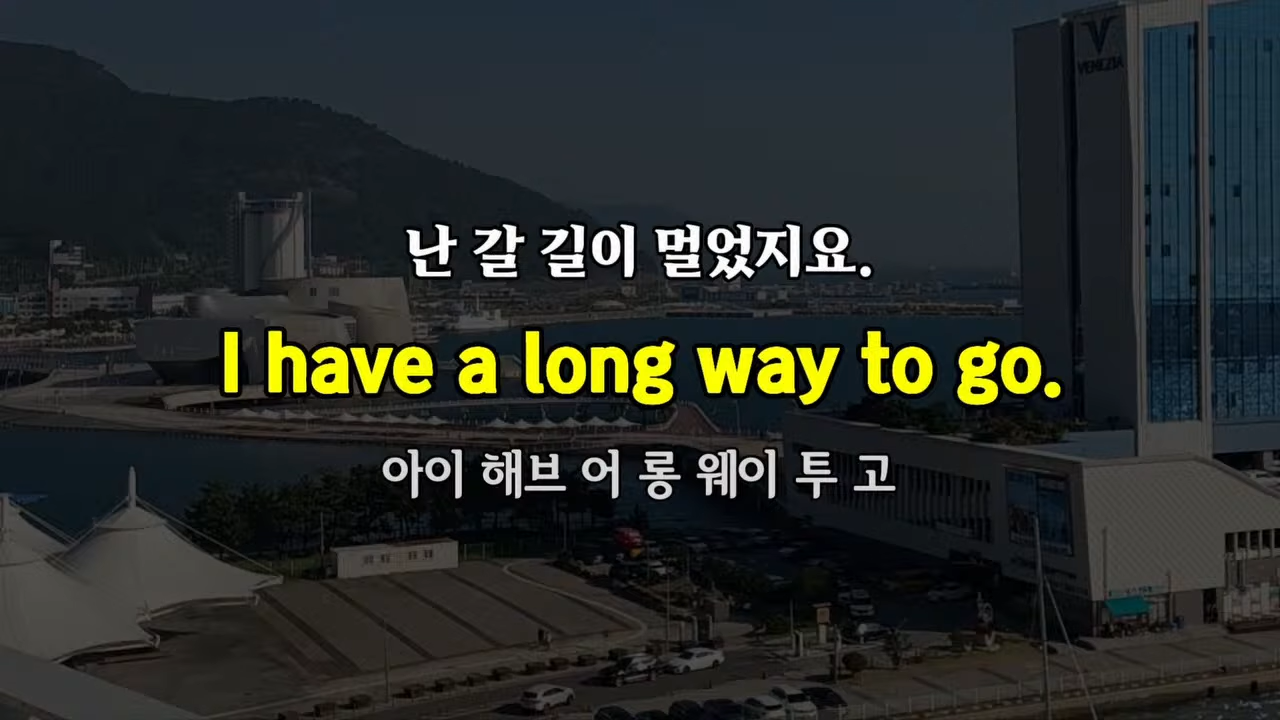 VENEZIA
난 갈 길이 멀었지요.
I have a long way to go.
아이 해브 어 롱 웨이 투 고